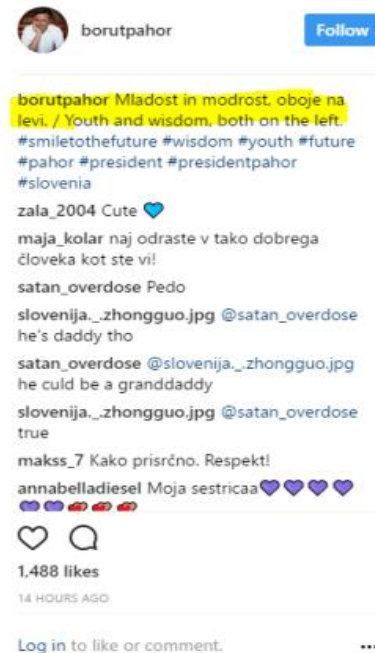 borutpahor
Follow
borutpahor Mladost in modrost, oboje na
levi. / Youth and wisdom, both on the left.
#smiletothefuture #wisdom #youth #future
#pahor #president #presidentpahor
#slovenia
zala_2004 Cute 💙
maja_kolar naj odraste v tako dobrega
človeka kot ste vi!
satan_overdose Pedo
slovenija._.zhongguo.jpg @satan_overdose
he's daddy tho
satan_overdose @slovenija._.zhongguo.jpg
he culd be a granddaddy
slovenija._.zhongguo.jpg @satan_overdose
true
makss_7 Kako prisrčno. Respekt!
annabelladiesel Moja sestricaa💜💜💜💜
1,488 likes
14 HOURS AGO
Log in to like or comment.